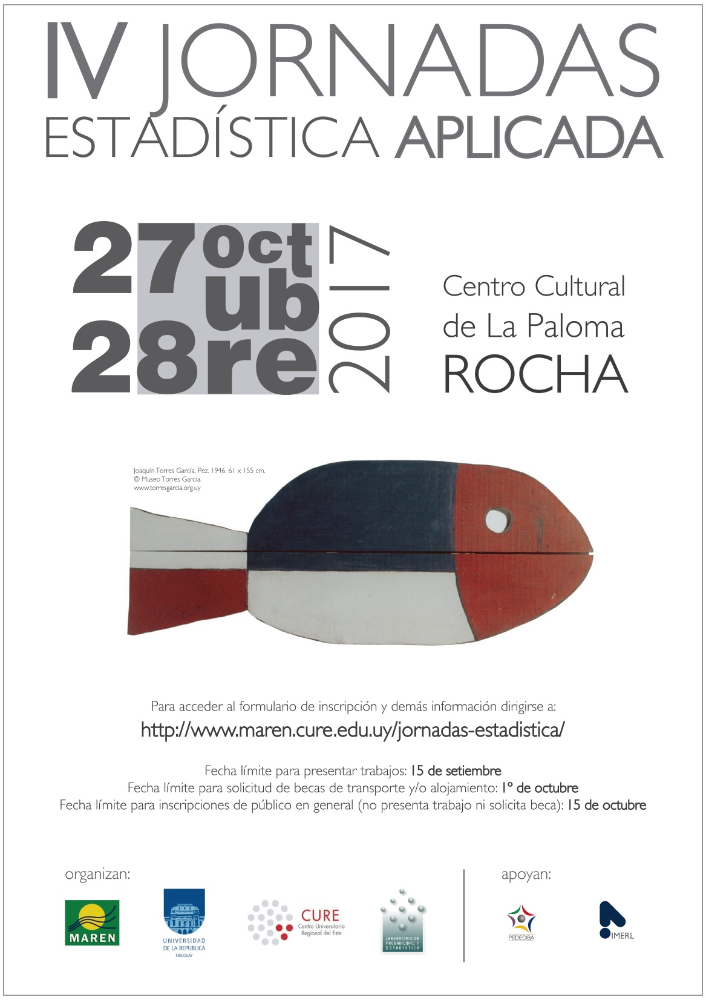 IV JORNADAS
ESTADÍSTICA APLICADA
27 28 octubre 2017
Centro Cultural
de La Paloma
ROCHA
Joaquín Torres García. Pez. 1946. 61 x 155 cm.
© Museo Torres García.
www.torresgarcia.org.uy
Para acceder al formulario de inscripción y demás información dirigirse a:
http://www.maren.cure.edu.uy/jornadas-estadistica/
Fecha límite para presentar trabajos: 15 de setiembre
Fecha límite para solicitud de becas de transporte y/o alojamiento: 1º de octubre
Fecha límite para inscripciones de público en general (no presenta trabajo ni solicita beca): 15 de octubre
organizan:
MAREN
UNIVERSIDAD
DE LA REPUBLICA
URUGUAY
CURE
Centro Universitario
Regional del Este
LABORATORIO DE
PROBABILIDAD Y
ESTADISTICA
apoyan:
PEDECIBA
IMERL